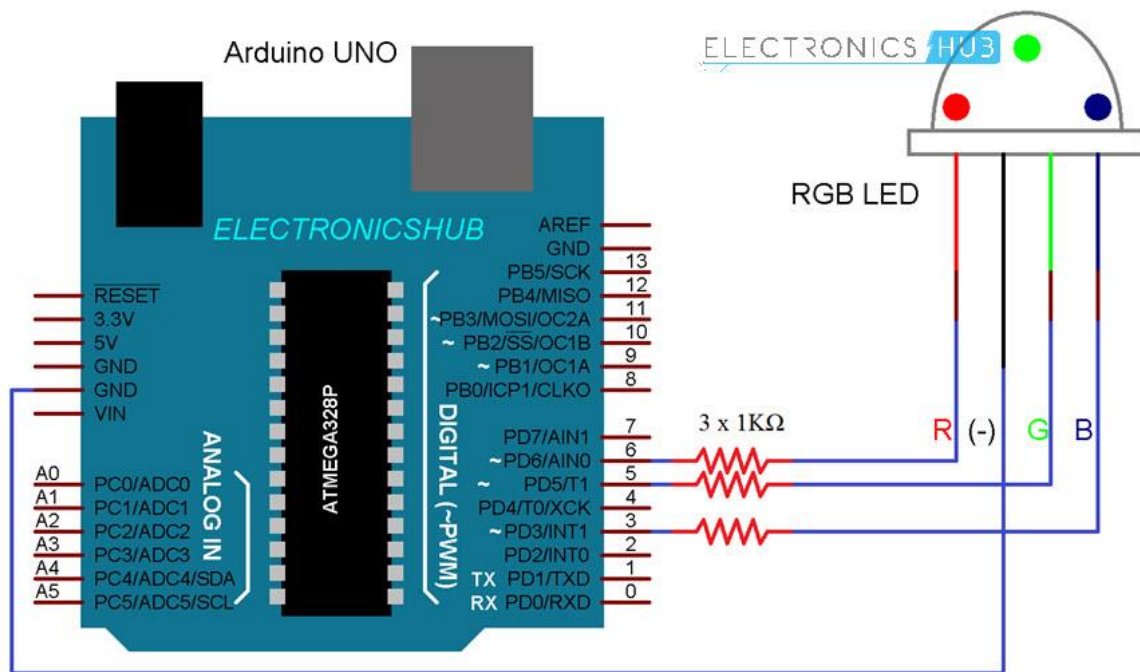 Arduino UNO
ELECTRONICS HUB
RGB LED
ELECTRONICSHUB
RESET
3.3V
5V
GND
GND
VIN
A0 PC0/ADC0
A1 PC1/ADC1
A2 PC2/ADC2
A3 PC3/ADC3
A4 PC4/ADC4/SDA
A5 PC5/ADC5/SCL
ANALOG IN
ATMEGA328P
DIGITAL (~PWM)
AREF
GND
PB5/SCK 13
PB4/MISO 12
~PB3/MOSI/OC2A 11
~ PB2/SS/OC1B 10
~ PB1/OC1A 9
PB0/ICP1/CLKO 8
PD7/AIN1 7
~PD6/AIN0 6
~ PD5/T1 5
PD4/T0/XCK 4
~PD3/INT1 3
PD2/INT0 2
TX PD1/TXD 1
RX PD0/RXD 0
3 x 1KΩ
R (-) G B